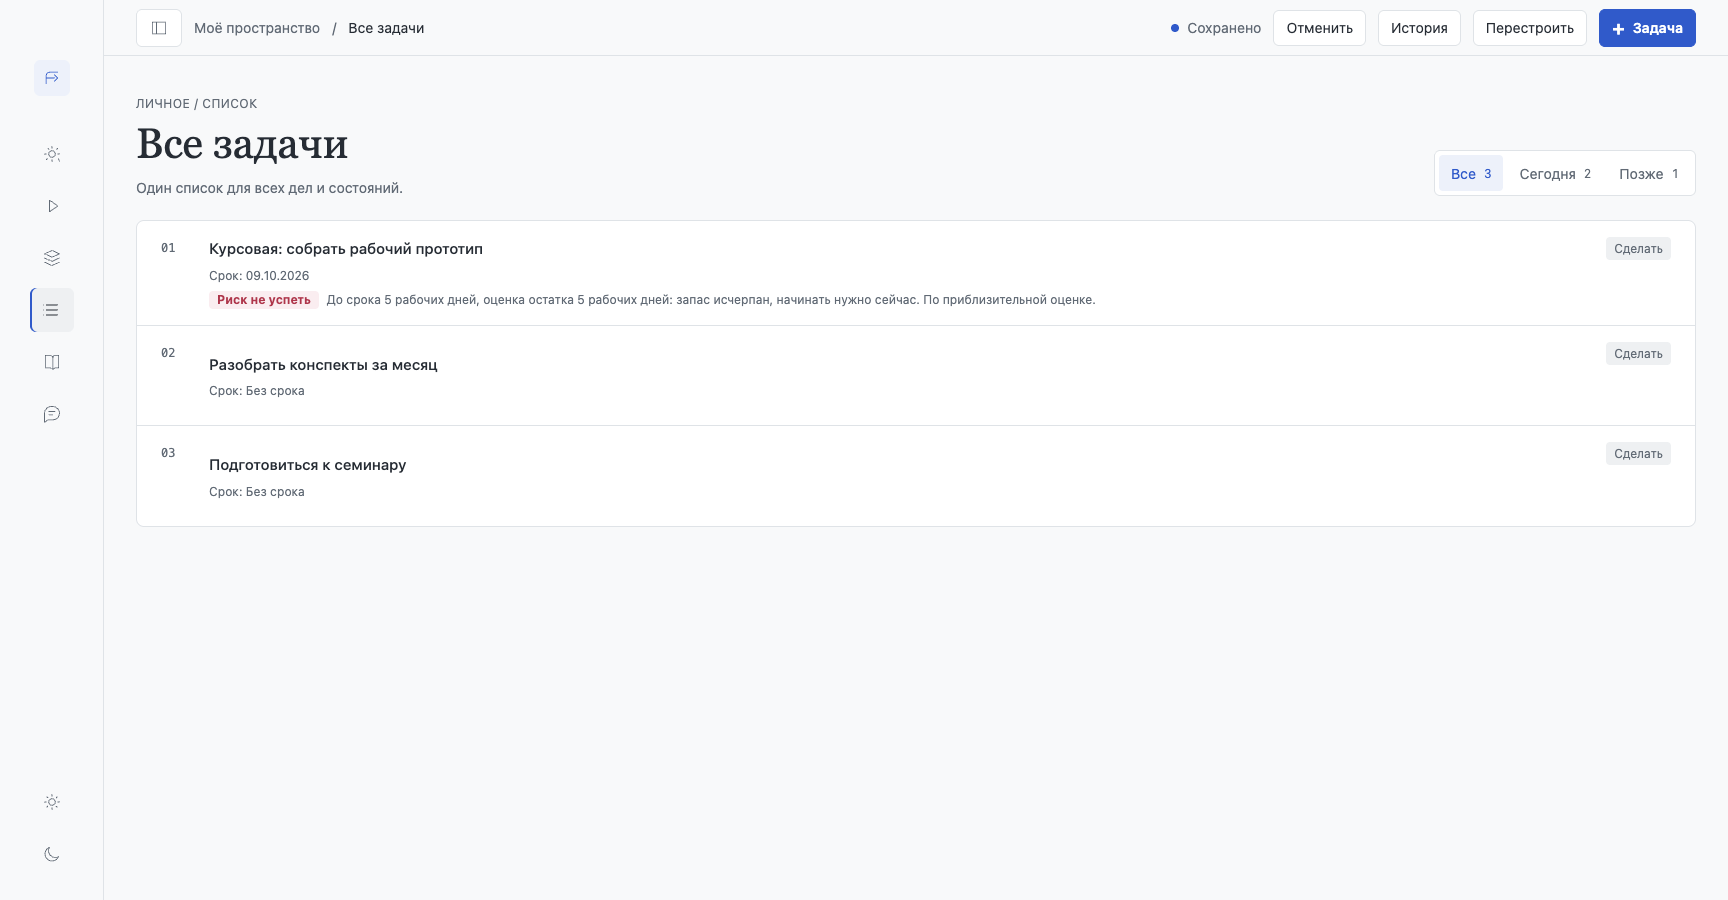 Моё пространство / Все задачи
Сохранено
Отменить
История
Перестроить
+ Задача
ЛИЧНОЕ / СПИСОК
Все задачи
Один список для всех дел и состояний.
Все 3
Сегодня 2
Позже 1
01
Курсовая: собрать рабочий прототип
Сделать
Срок: 09.10.2026
Риск не успеть До срока 5 рабочих дней, оценка остатка 5 рабочих дней: запас исчерпан, начинать нужно сейчас. По приблизительной оценке.
02
Разобрать конспекты за месяц
Сделать
Срок: Без срока
03
Подготовиться к семинару
Сделать
Срок: Без срока